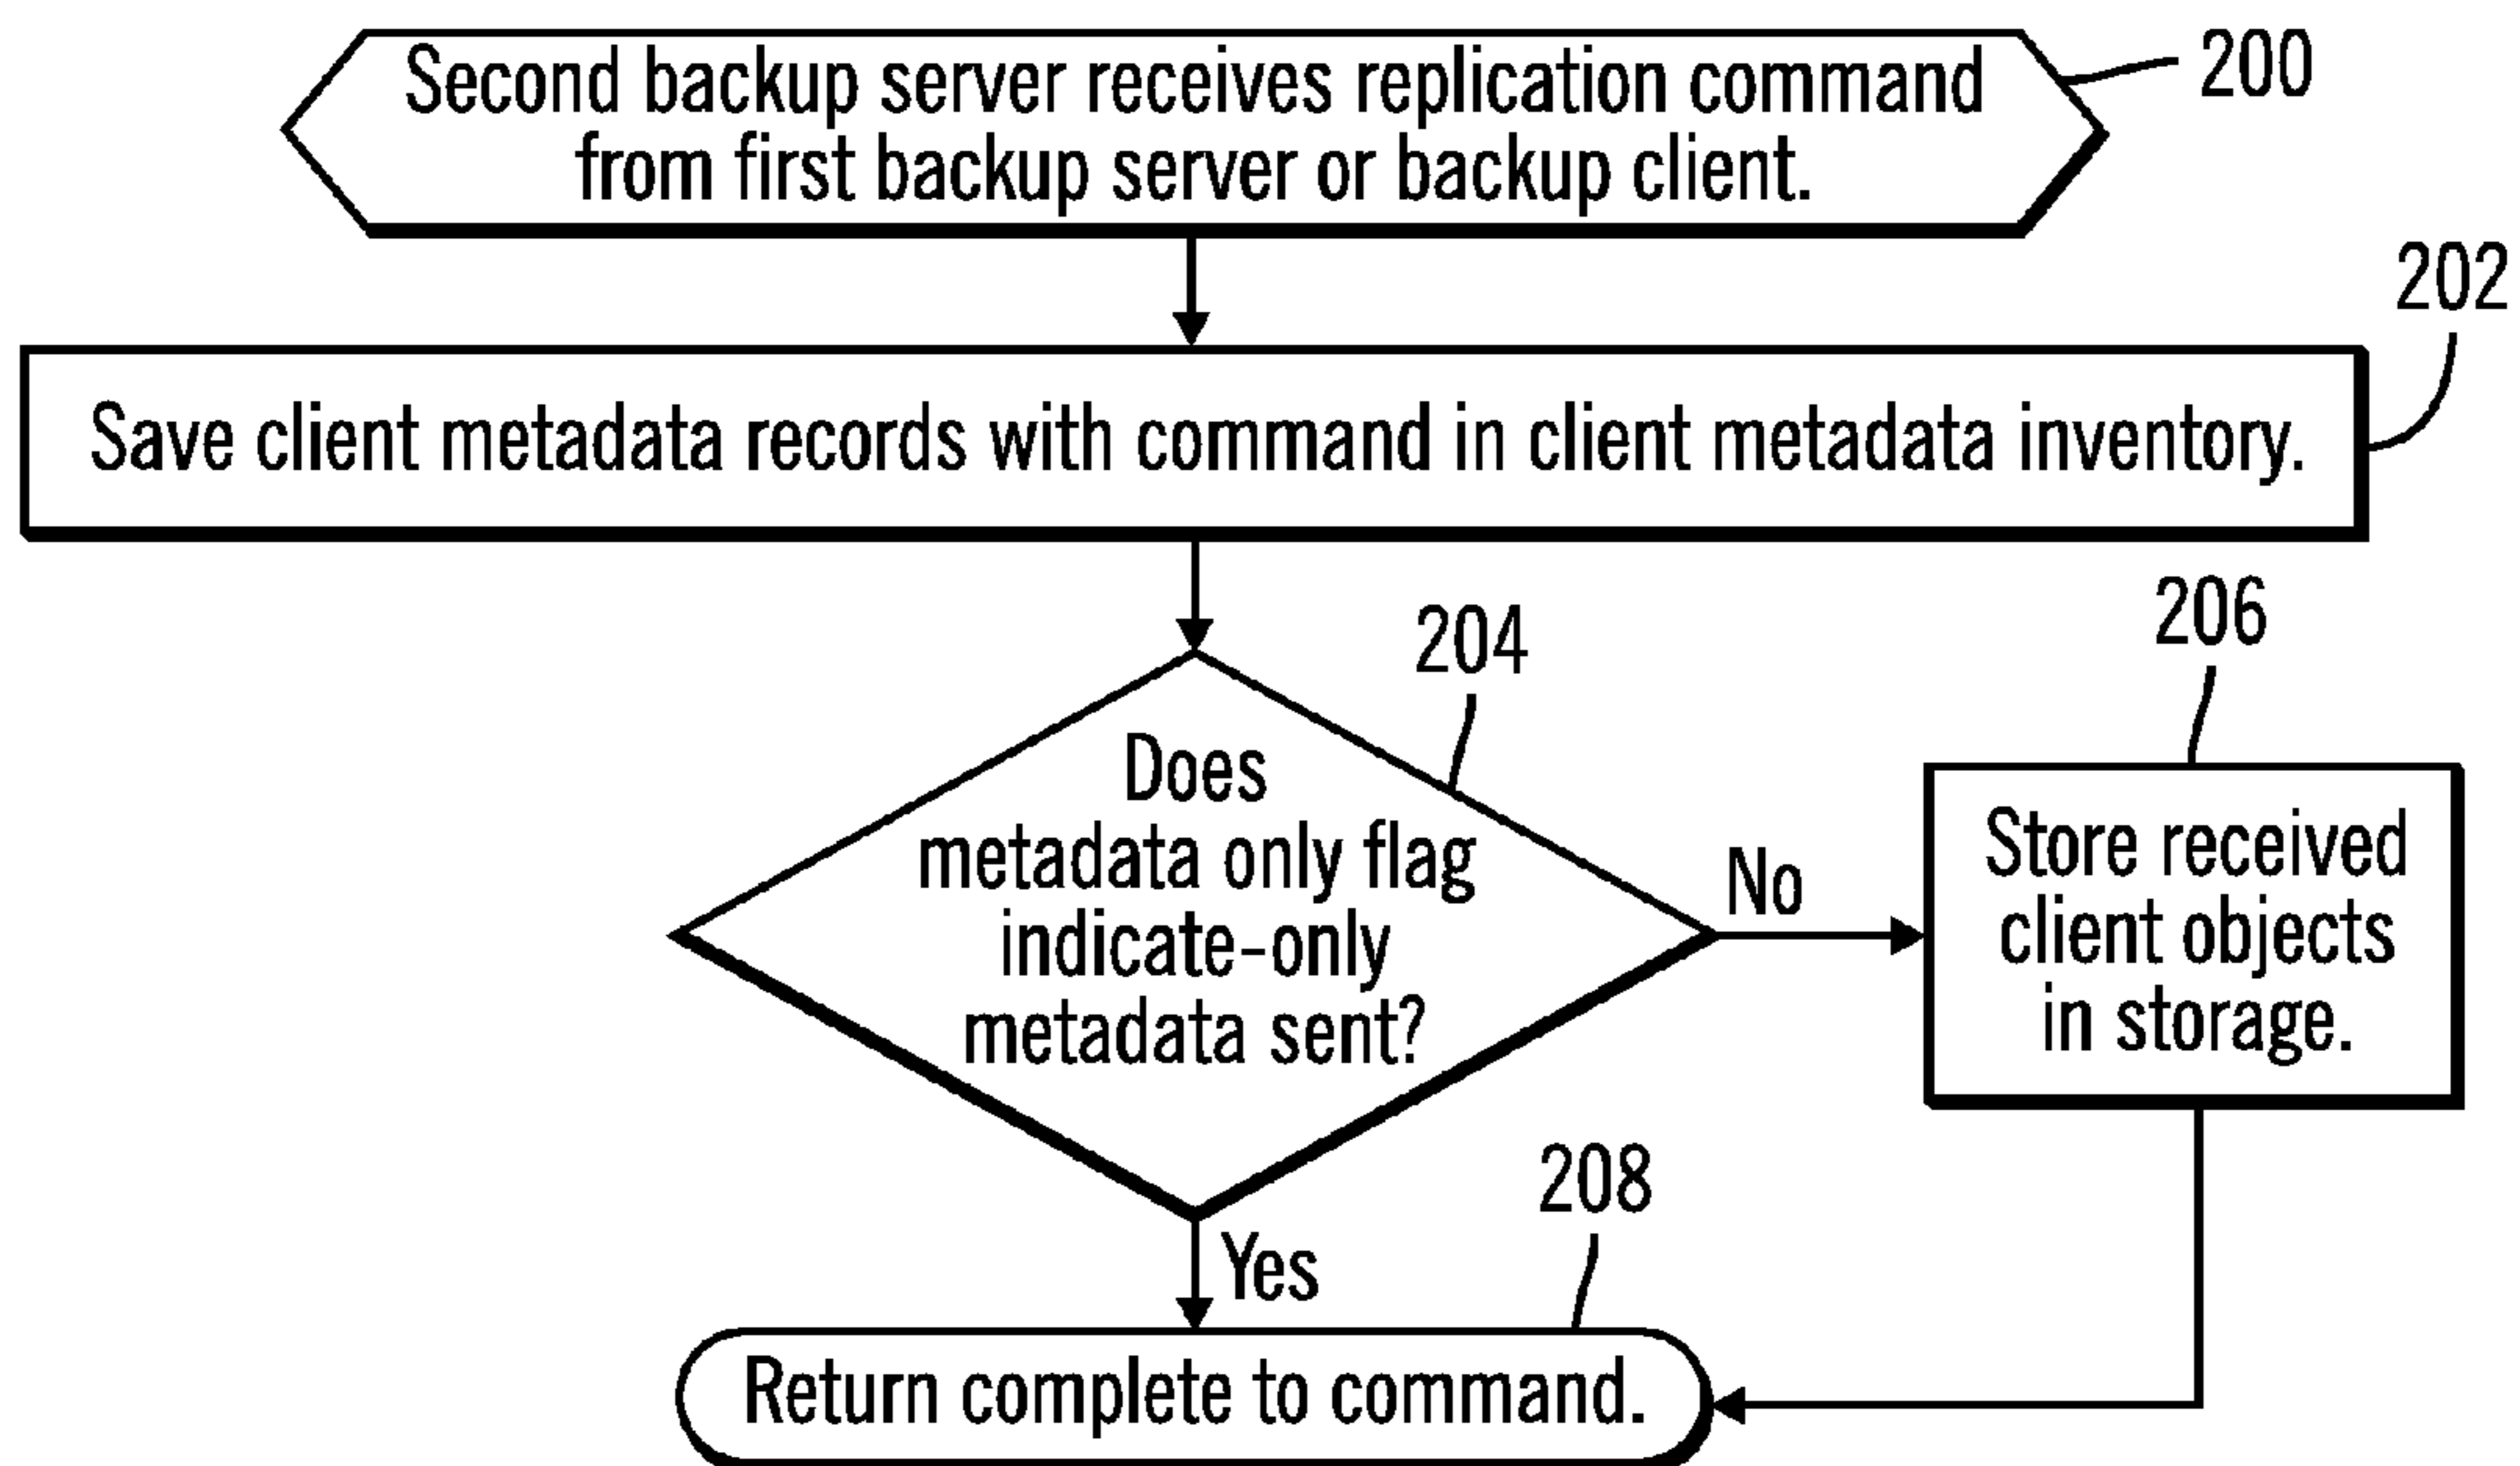 Second backup server receives replication command
from first backup server or backup client.
200
202
Save client metadata records with command in client metadata inventory.
204
206
Does
metadata only flag
indicate-only
metadata sent?
No
Store received
client objects
in storage.
208
Yes
Return complete to command.